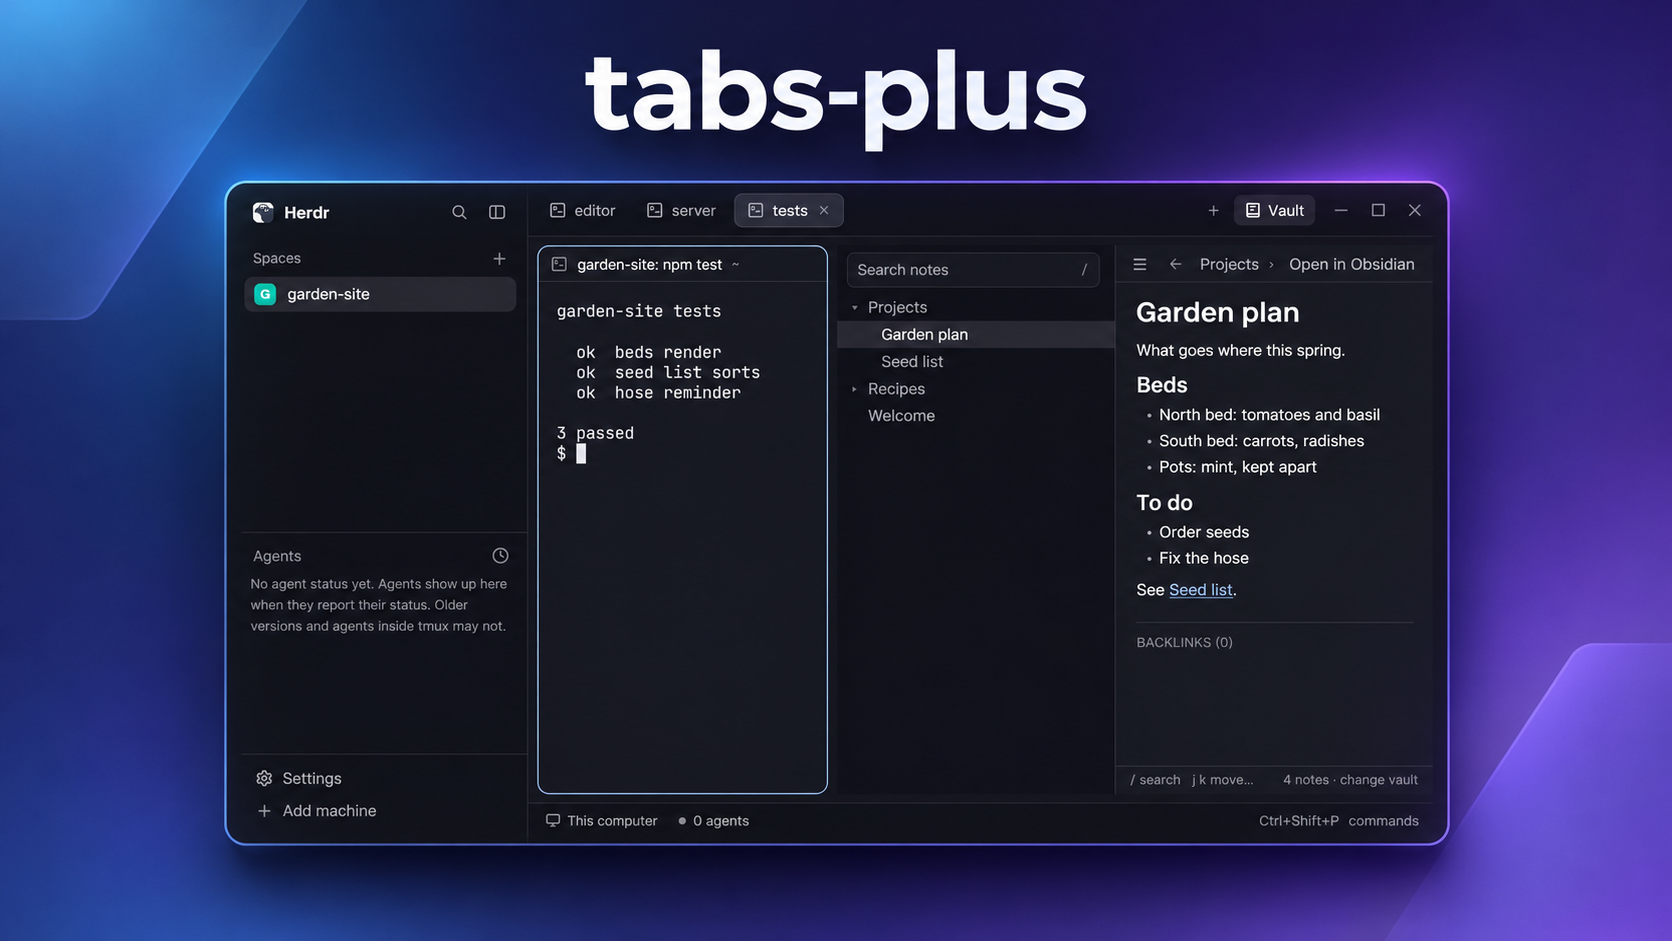 tabs-plus
Herdr
Spaces
G garden-site
Agents
No agent status yet. Agents show up here
when they report their status. Older
versions and agents inside tmux may not.
Settings
Add machine
editor server tests
Vault
garden-site: npm test ~
garden-site tests
ok beds render
ok seed list sorts
ok hose reminder
3 passed
$
Search notes /
Projects
Garden plan
Seed list
Recipes
Welcome
Projects › Open in Obsidian
Garden plan
What goes where this spring.
Beds
• North bed: tomatoes and basil
• South bed: carrots, radishes
• Pots: mint, kept apart
To do
• Order seeds
• Fix the hose
See Seed list.
BACKLINKS (0)
/ search j k move... 4 notes · change vault
This computer ● 0 agents
Ctrl+Shift+P commands